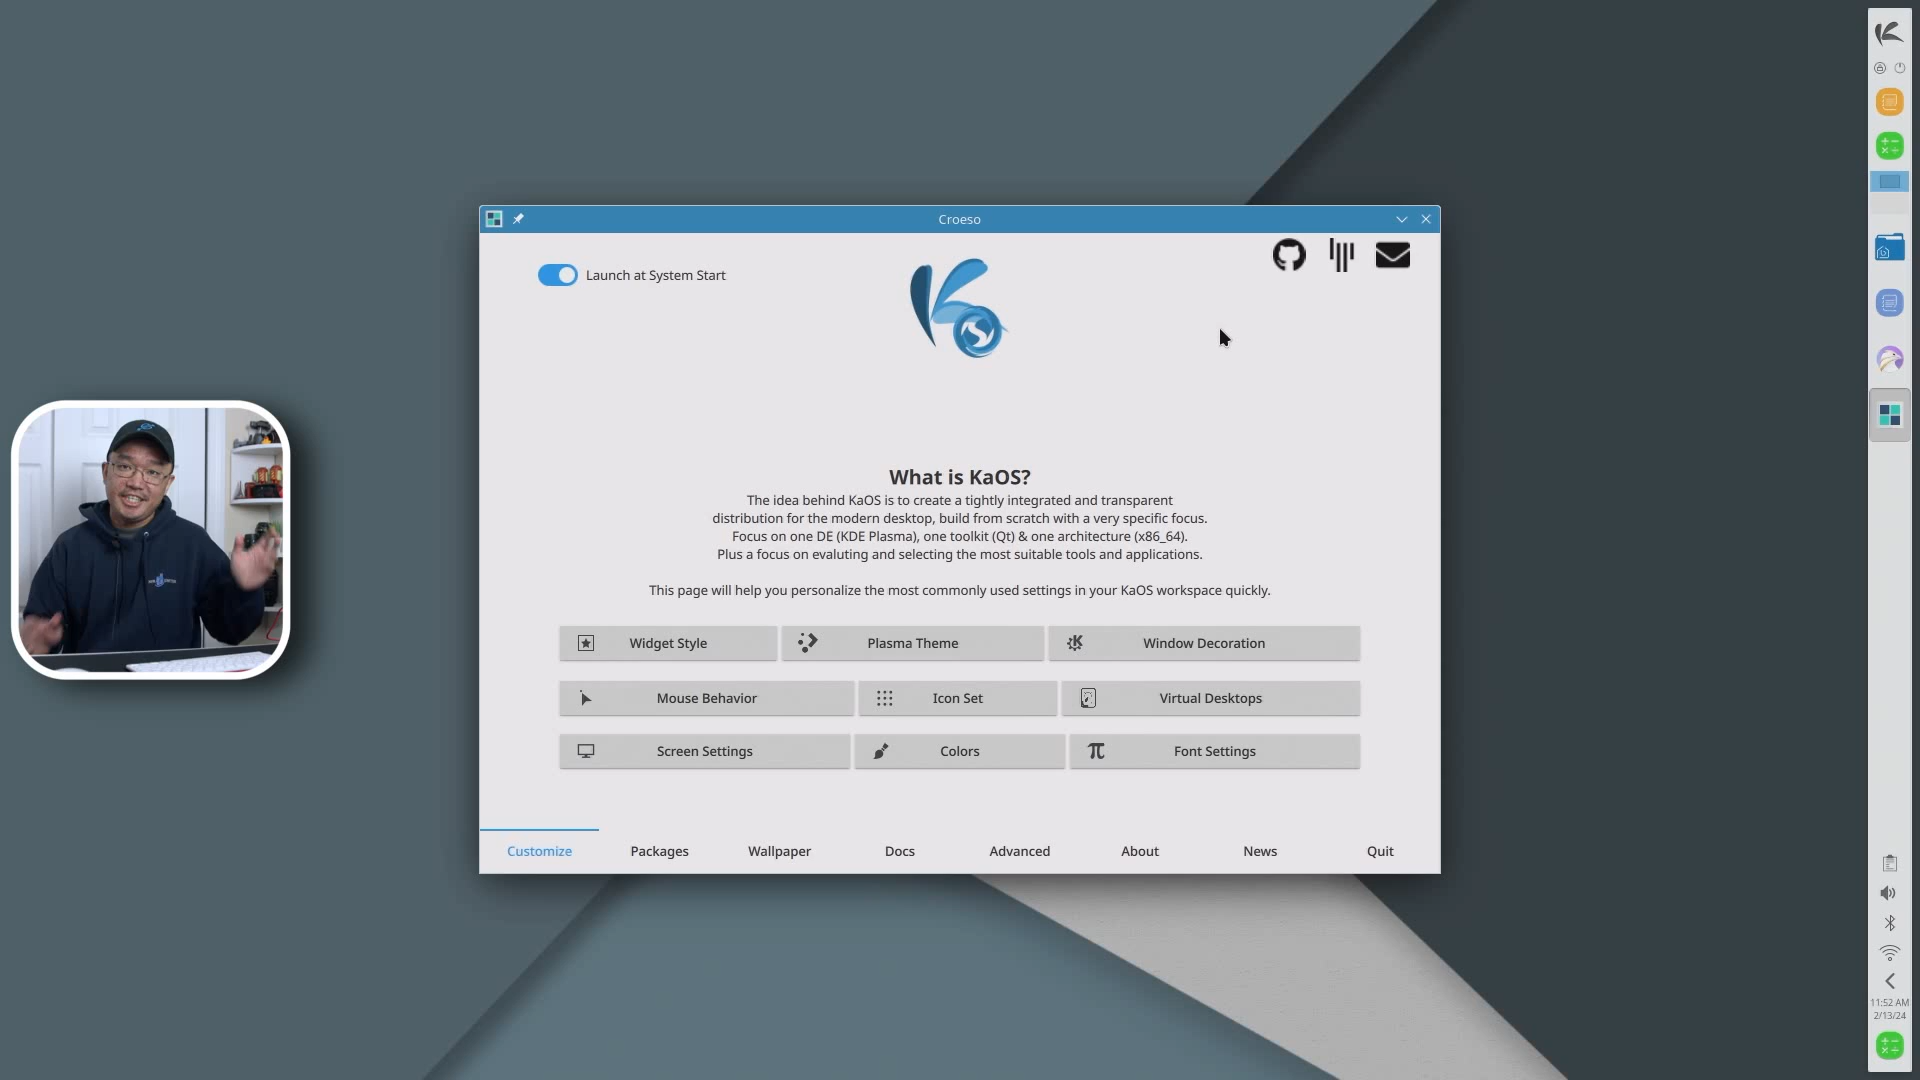 Croeso
Launch at System Start
What is KaOS?
The idea behind KaOS is to create a tightly integrated and transparent
distribution for the modern desktop, build from scratch with a very specific focus.
Focus on one DE (KDE Plasma), one toolkit (Qt) & one architecture (x86_64).
Plus a focus on evaluting and selecting the most suitable tools and applications.
This page will help you personalize the most commonly used settings in your KaOS workspace quickly.
Widget Style
Plasma Theme
Window Decoration
Mouse Behavior
Icon Set
Virtual Desktops
Screen Settings
Colors
Font Settings
Customize
Packages
Wallpaper
Docs
Advanced
About
News
Quit
11:52 AM
2/13/24